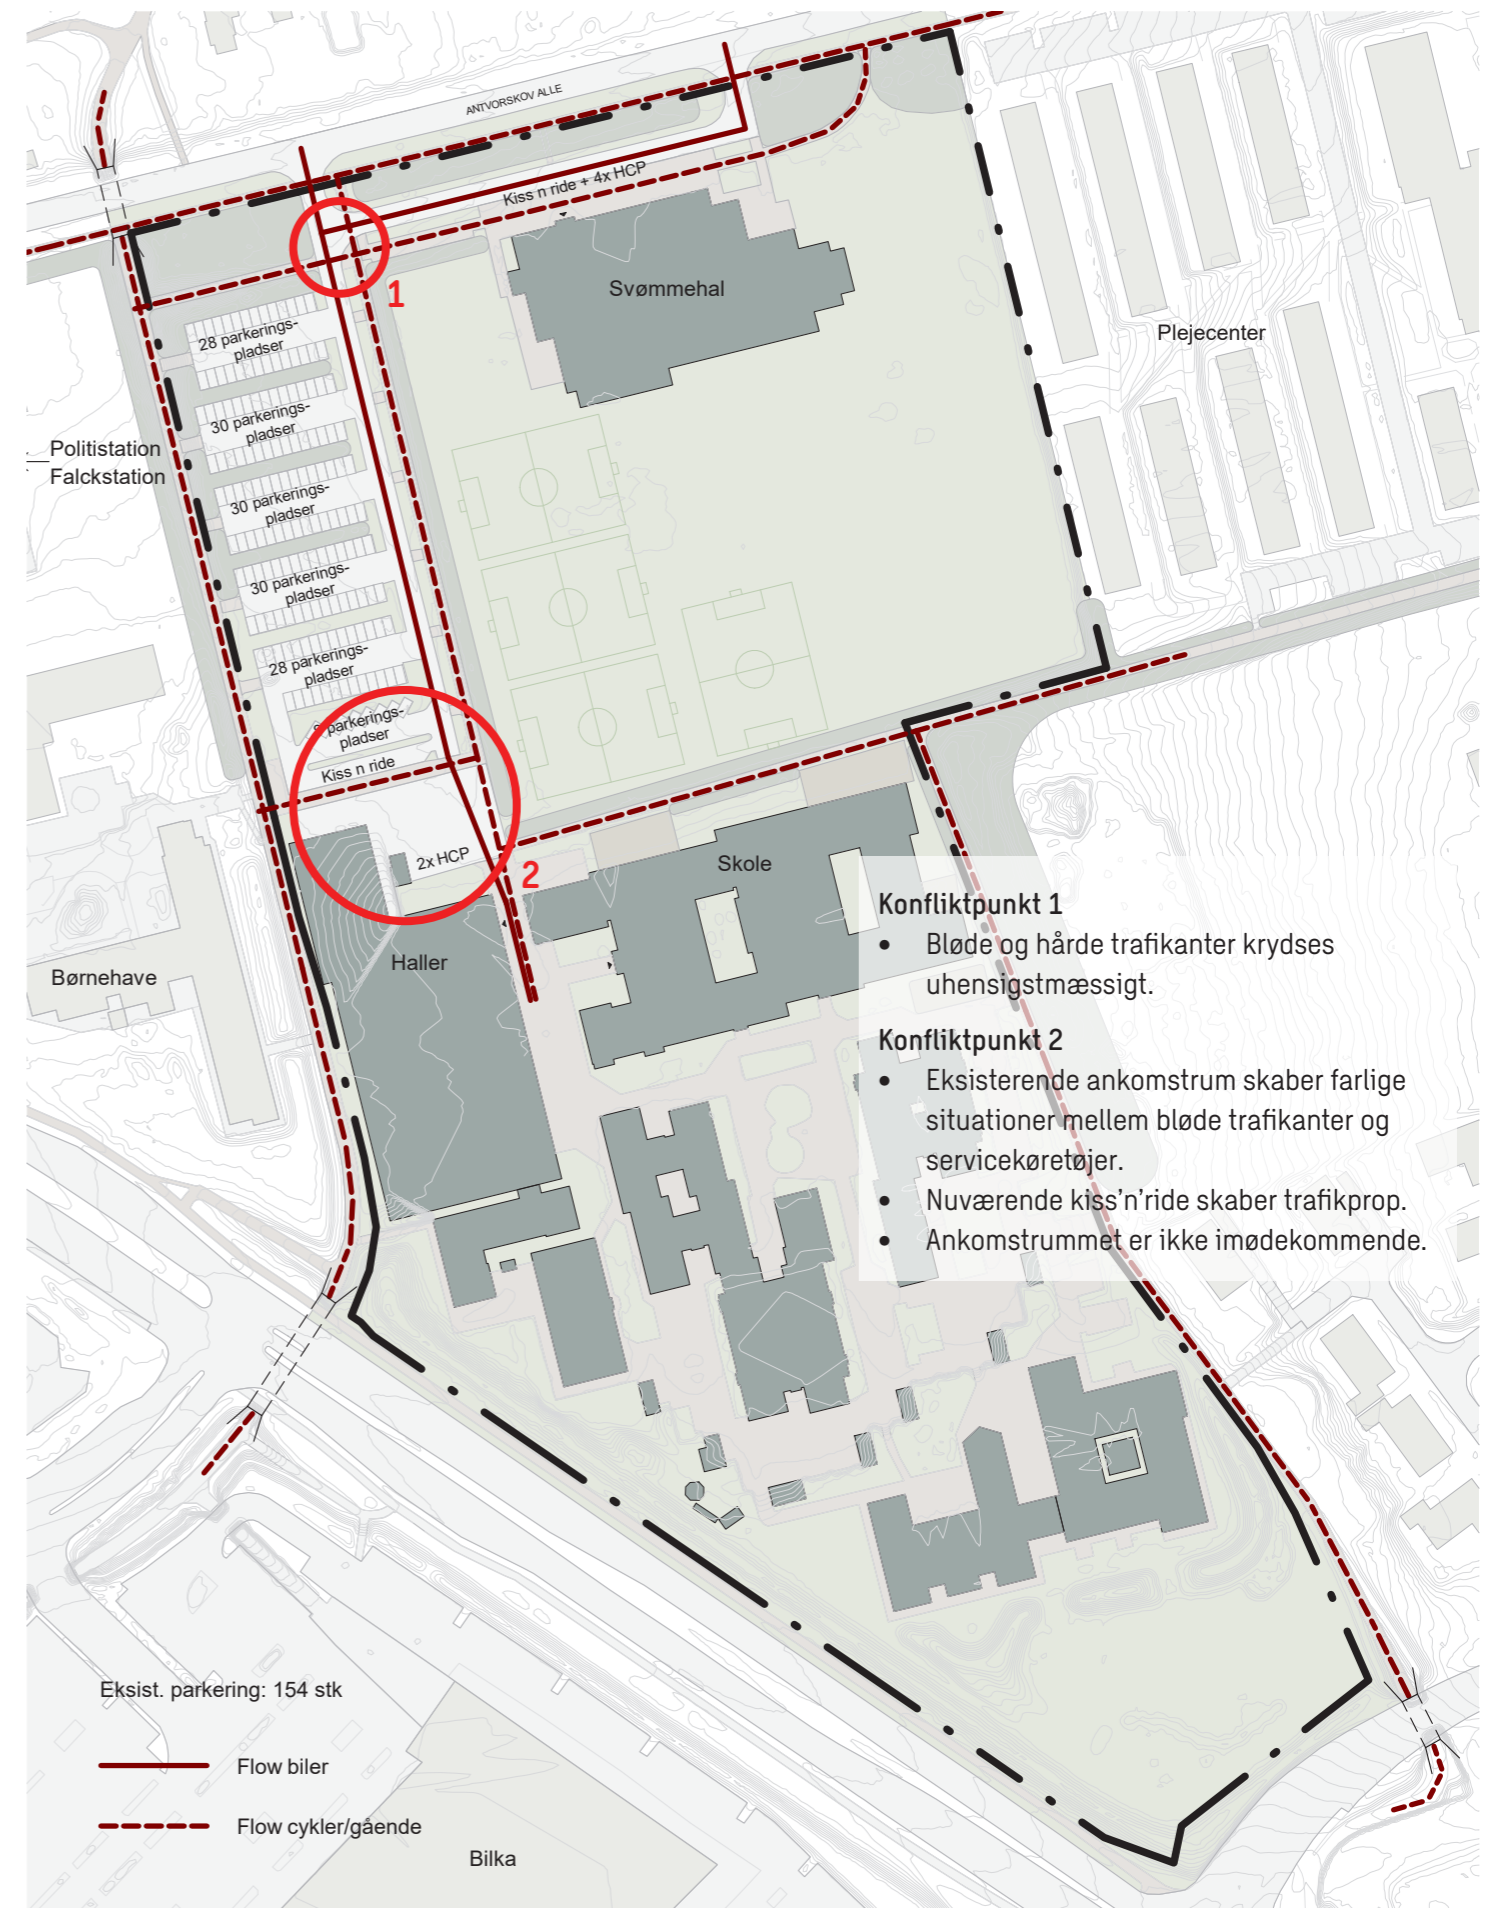 ANTVORSKOV ALLE
Kiss n ride + 4x HCP
Svømmehal
1
28 parkerings-
pladser
Plejecenter
30 parkerings-
pladser
Politistation
Falckstation
30 parkerings-
pladser
30 parkerings-
pladser
28 parkerings-
pladser
8 parkerings-
pladser
Kiss n ride
2x HCP
2
Skole
Haller
Børnehave
Konfliktpunkt 1
• Bløde og hårde trafikanter krydses
uhensigstmæssigt.
Konfliktpunkt 2
• Eksisterende ankomstrum skaber farlige
situationer mellem bløde trafikanter og
servicekøretøjer.
• Nuværende kiss’n’ride skaber trafikprop.
• Ankomstrummet er ikke imødekommende.
Eksist. parkering: 154 stk
Flow biler
Flow cykler/gående
Bilka